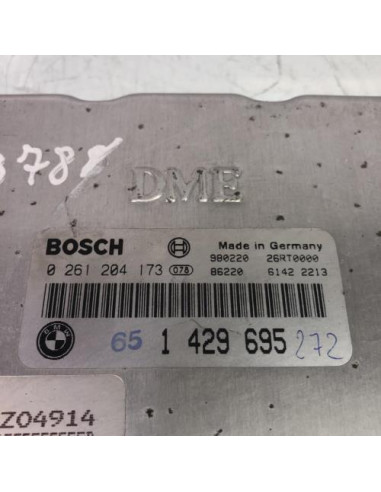 DME
BOSCH Made in Germany
0 261 204 173 078 980220 26RT0000
86220 6142 2213
BMW 65 1 429 695 272
Z04914